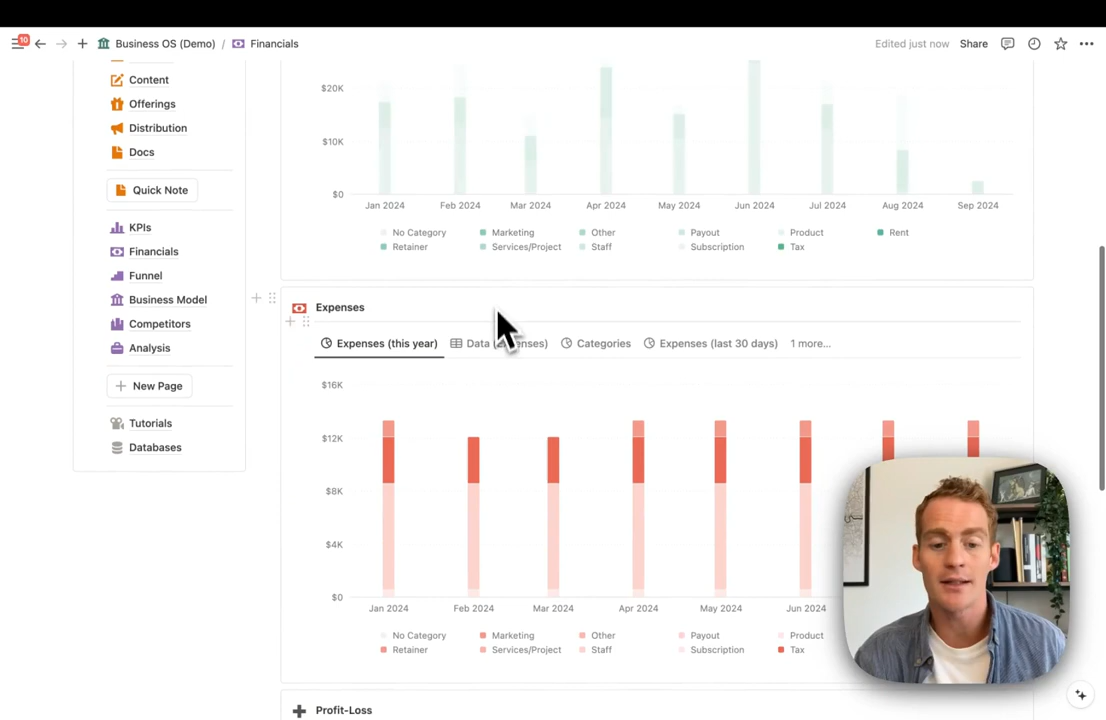 10
Business OS (Demo) / Financials
Edited just now Share
Content
Offerings
Distribution
Docs
Quick Note
KPIs
Financials
Funnel
Business Model
Competitors
Analysis
New Page
Tutorials
Databases
$20K
$10K
$0
Jan 2024 Feb 2024 Mar 2024 Apr 2024 May 2024 Jun 2024 Jul 2024 Aug 2024 Sep 2024
No Category Marketing Other Payout Product Rent
Retainer Services/Project Staff Subscription Tax
Expenses
Expenses (this year) Data Expenses (last 30 days) 1 more...
Categories
$16K
$12K
$8K
$4K
$0
Jan 2024 Feb 2024 Mar 2024 Apr 2024 May 2024 Jun 2024
No Category Marketing Other Payout Product
Retainer Services/Project Staff Subscription Tax
Profit-Loss